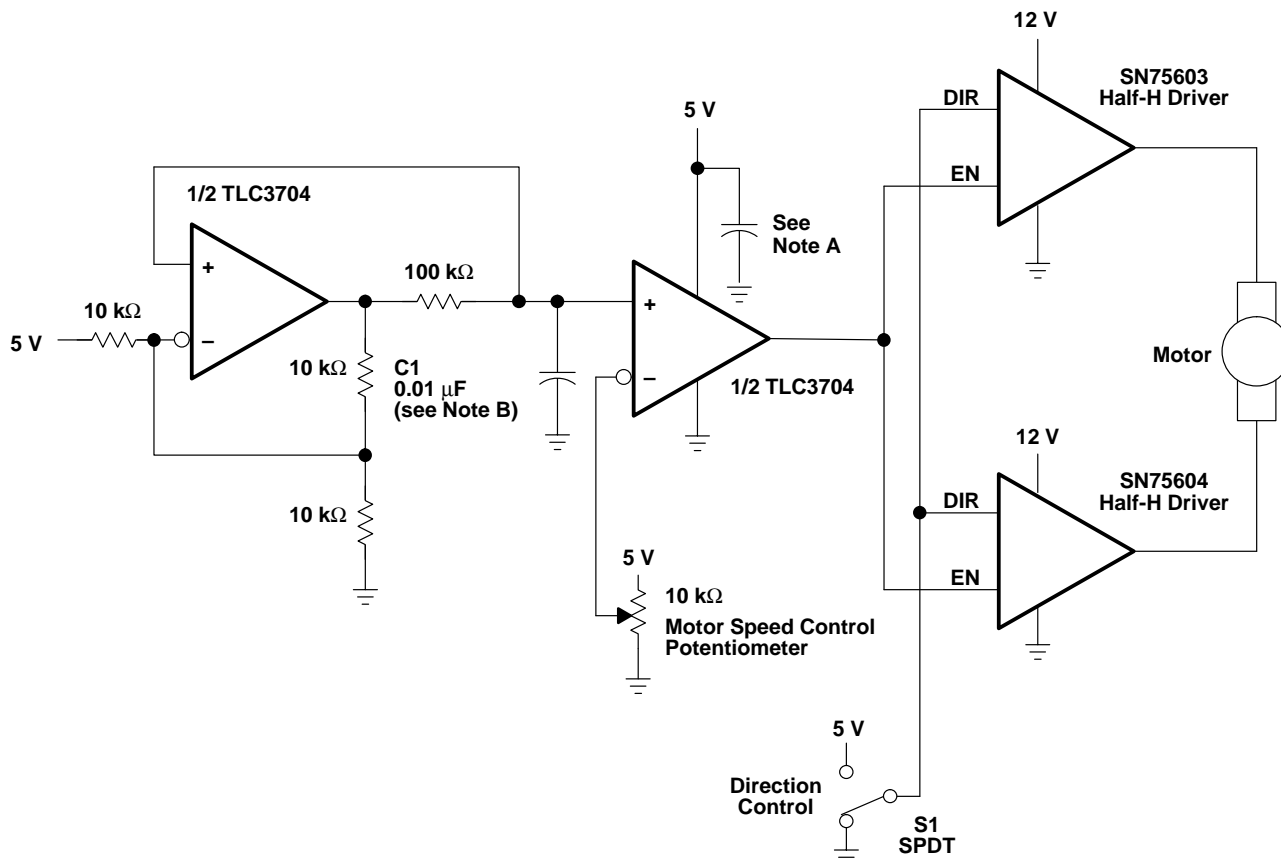 12 V
SN75603
Half-H Driver
DIR
EN
5 V
See
Note A
1/2 TLC3704
+
−
100 kΩ
10 kΩ
5 V
10 kΩ
C1
0.01 μF
(see Note B)
10 kΩ
+
−
1/2 TLC3704
5 V
10 kΩ
Motor Speed Control
Potentiometer
Motor
12 V
SN75604
Half-H Driver
DIR
EN
5 V
Direction
Control
S1
SPDT